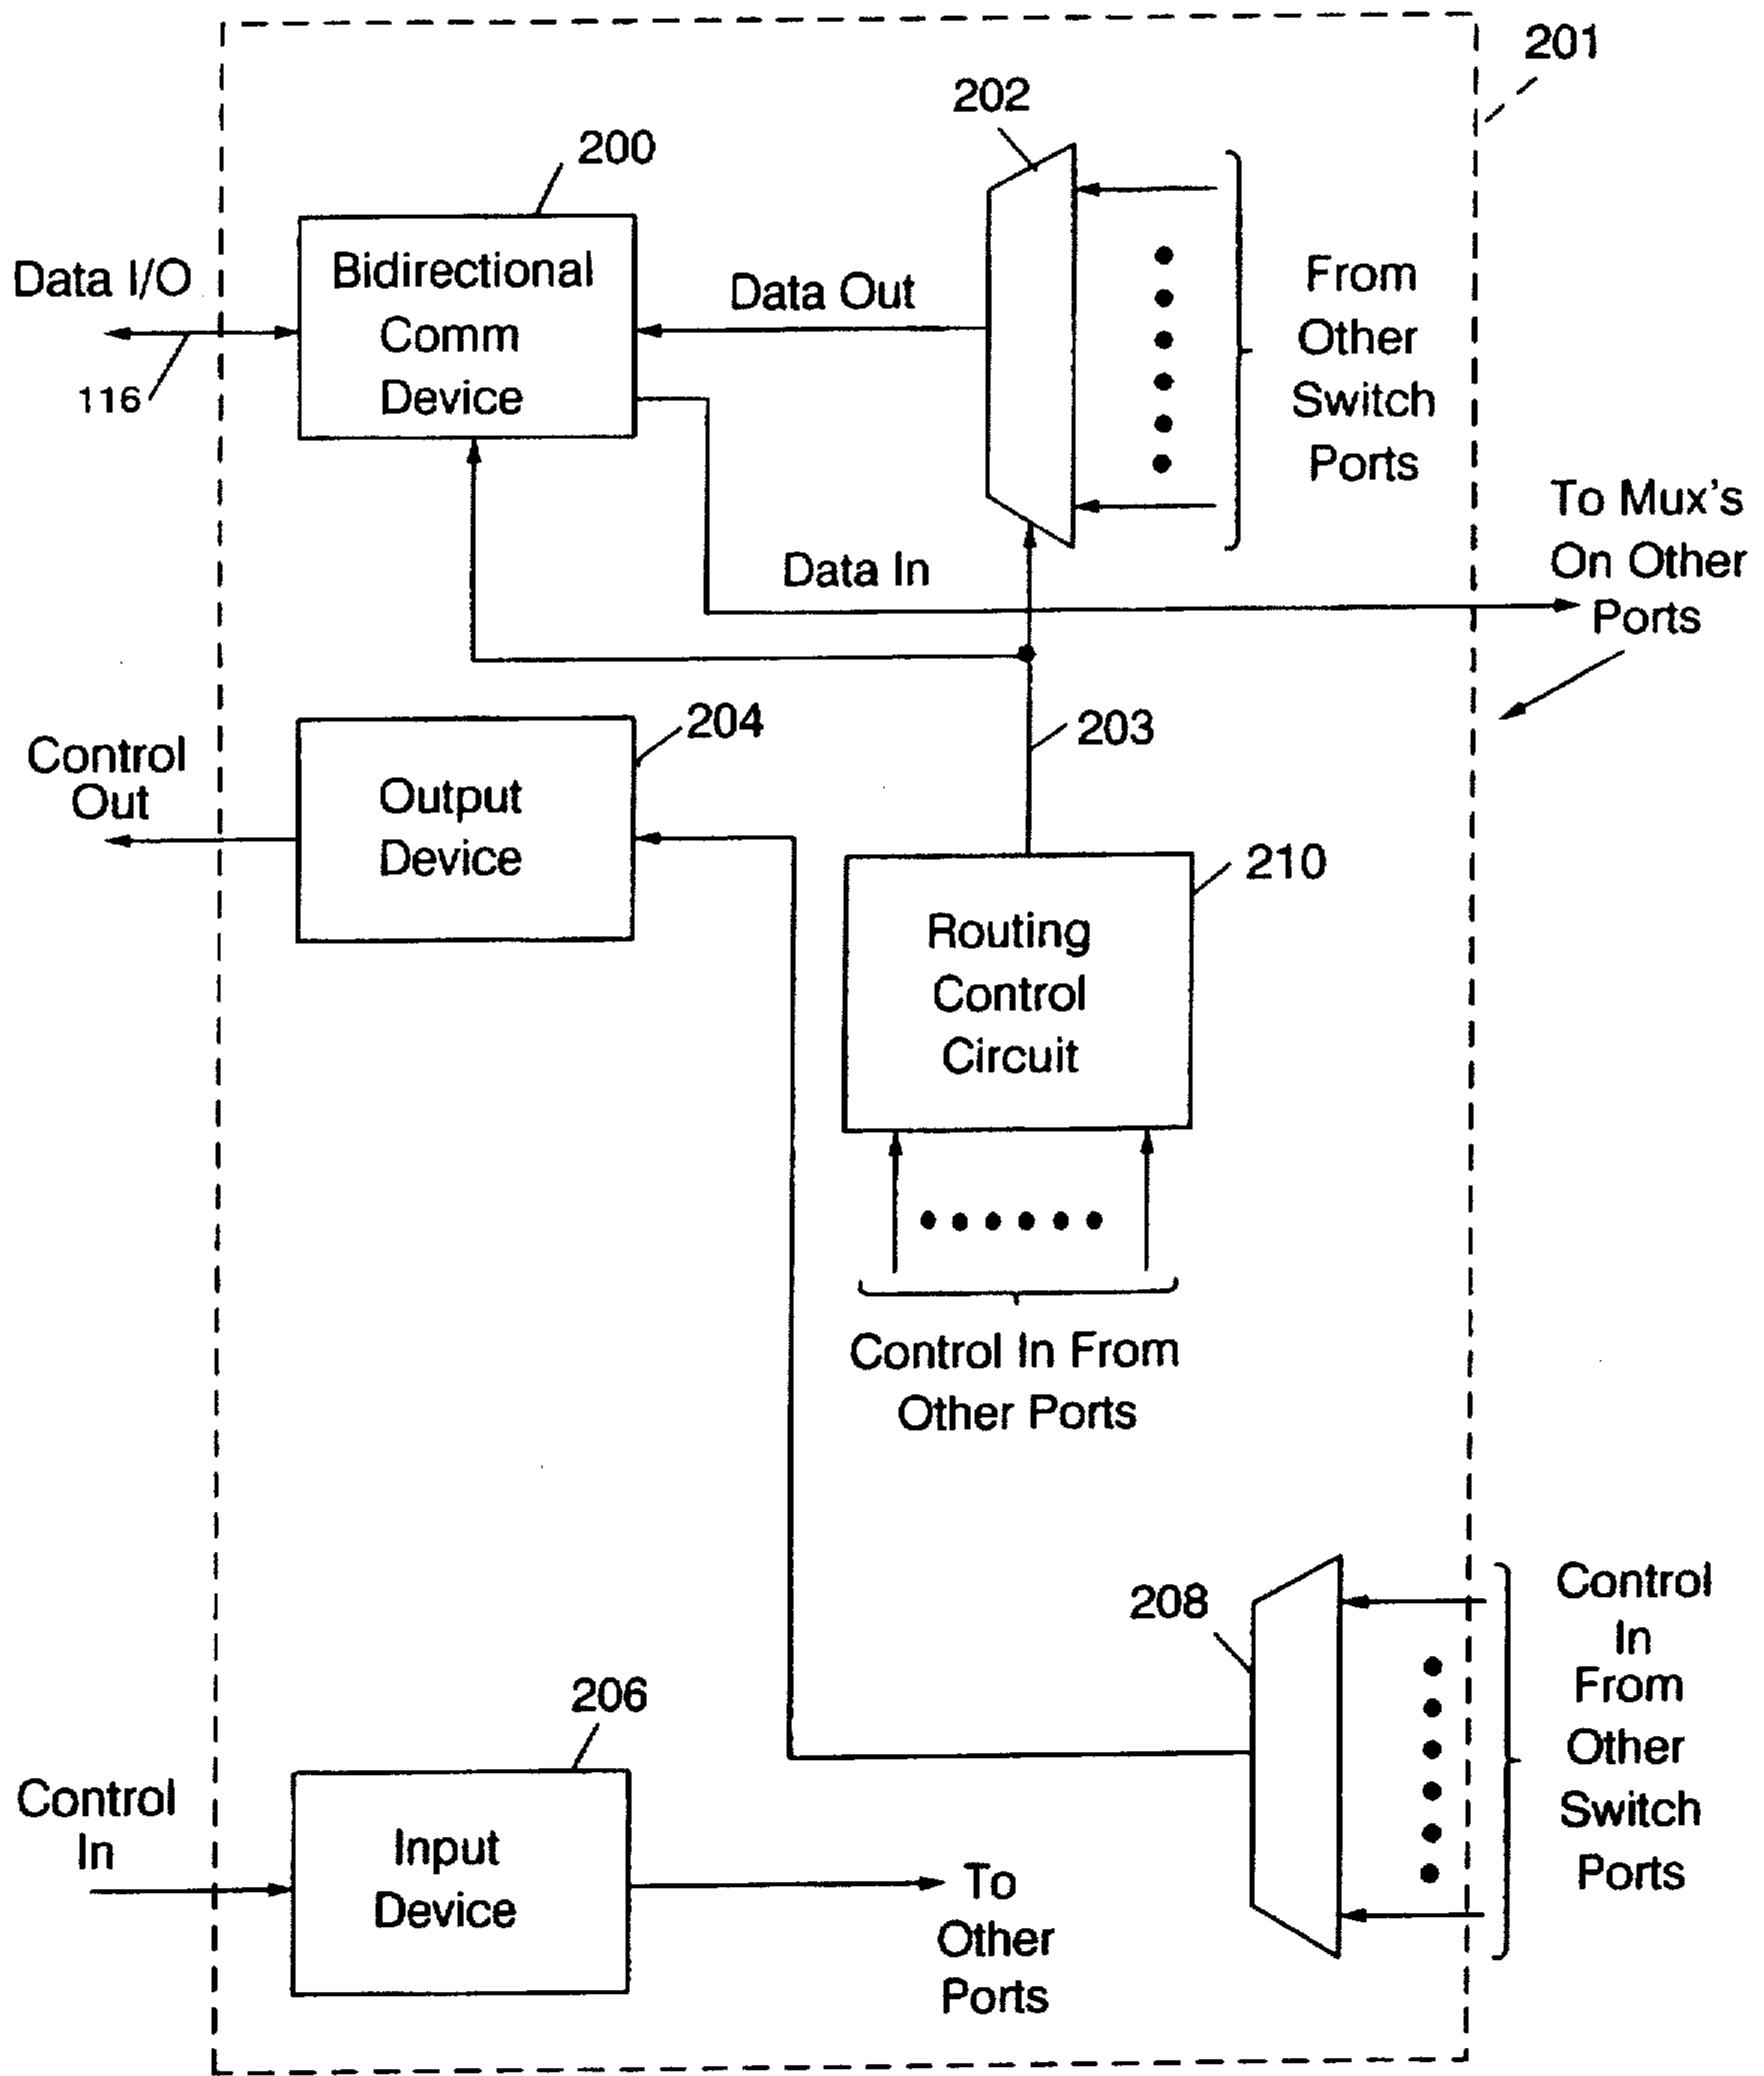 201
202
200
Data I/O
116
Bidirectional
Comm
Device
Data Out
From
Other
Switch
Ports
Data In
To Mux's
On Other
Ports
Control
Out
Output
Device
204
203
210
Routing
Control
Circuit
Control In From
Other Ports
208
Control
In
From
Other
Switch
Ports
206
Control
In
Input
Device
To
Other
Ports